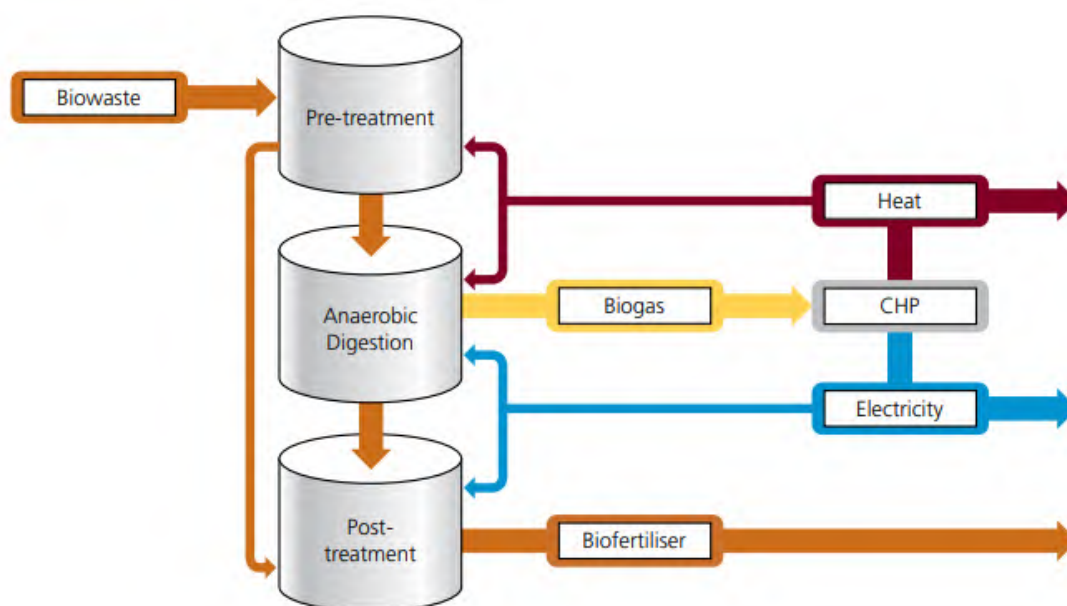 Biowaste
Pre-treatment
Heat
Anaerobic
Digestion
Biogas
CHP
Electricity
Post-
treatment
Biofertiliser